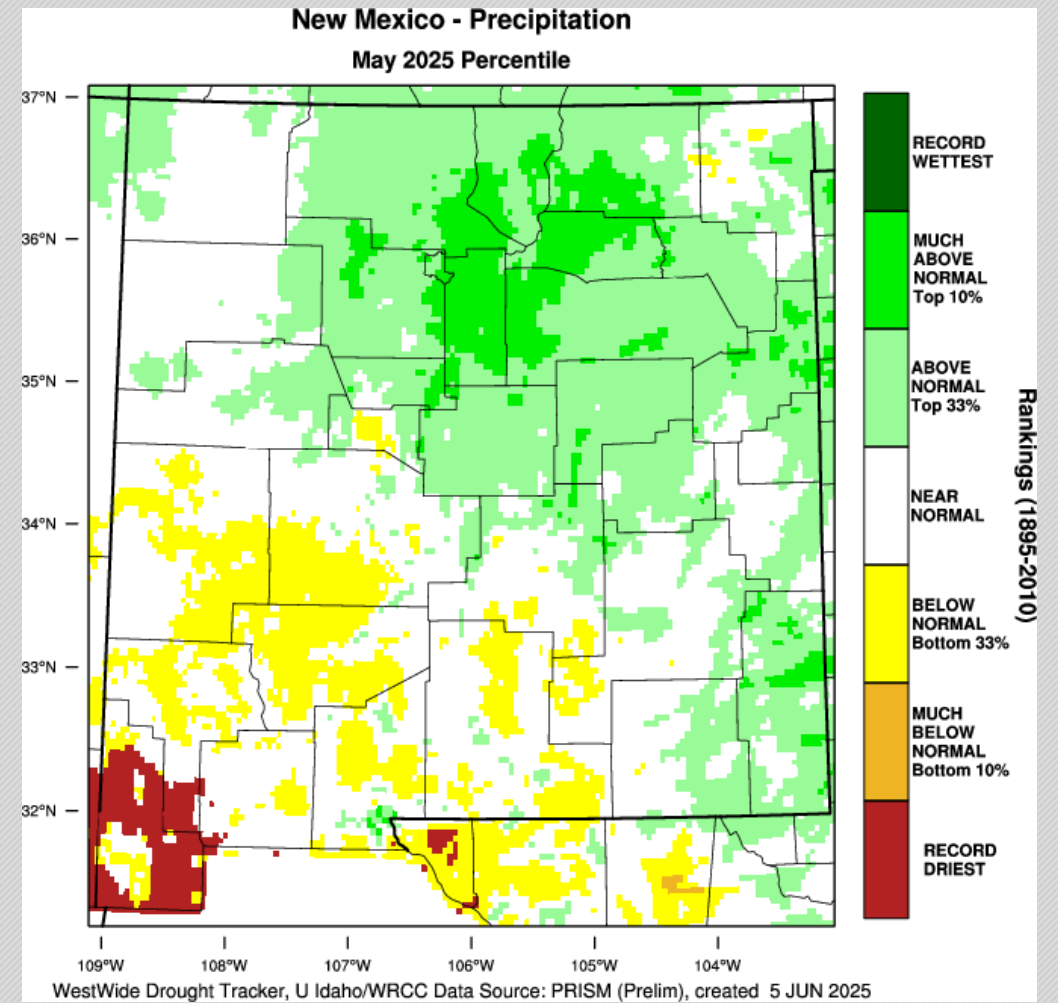 New Mexico - Precipitation
May 2025 Percentile
37°N
36°N
35°N
34°N
33°N
32°N
109°W
108°W
107°W
106°W
105°W
104°W
RECORD
WETTEST
MUCH
ABOVE
NORMAL
Top 10%
ABOVE
NORMAL
Top 33%
NEAR
NORMAL
BELOW
NORMAL
Bottom 33%
MUCH
BELOW
NORMAL
Bottom 10%
RECORD
DRIEST
Rankings (1895-2010)
WestWide Drought Tracker, U Idaho/WRCC Data Source: PRISM (Prelim), created 5 JUN 2025